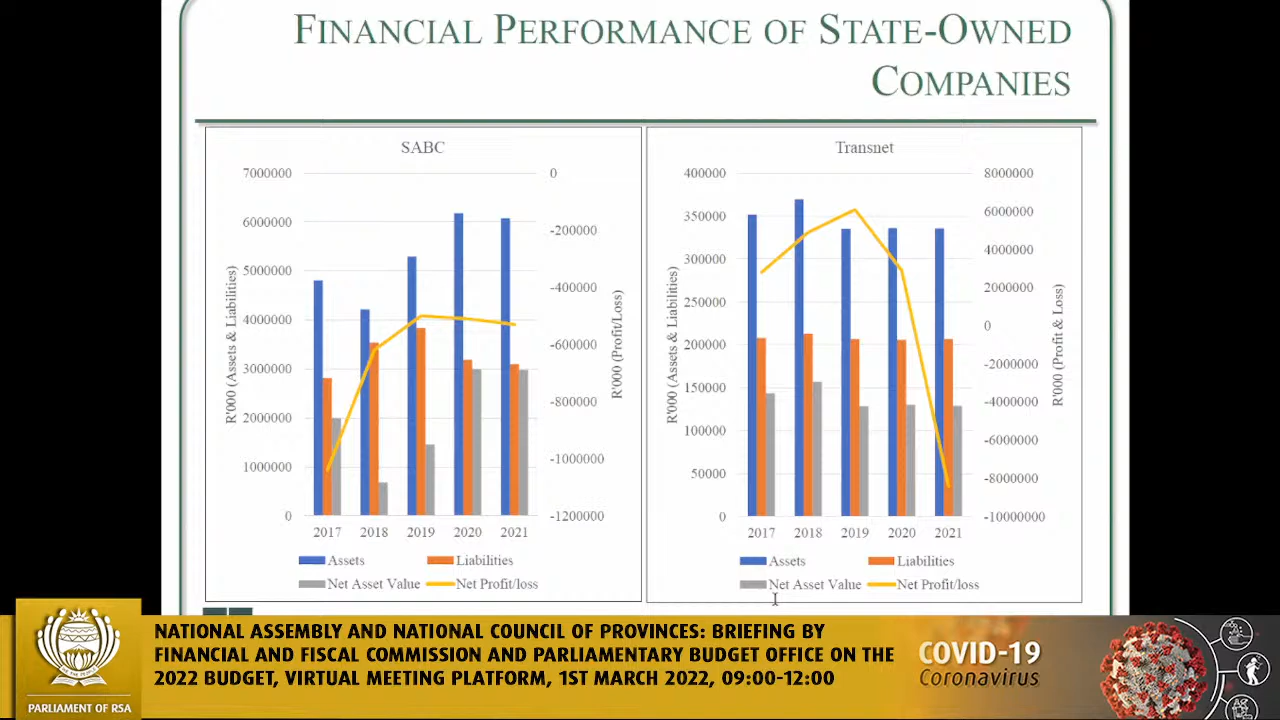 FINANCIAL PERFORMANCE OF STATE-OWNED
COMPANIES
SABC
7000000
6000000
5000000
4000000
3000000
2000000
1000000
0
R'000 (Assets & Liabilities)
0
-200000
-400000
-600000
-800000
-1000000
-1200000
R'000 (Profit/Loss)
2017 2018 2019 2020 2021
Assets Liabilities
Net Asset Value Net Profit/loss
Transnet
400000
350000
300000
250000
200000
150000
100000
50000
0
R'000 (Assets & Liabilities)
8000000
6000000
4000000
2000000
0
-2000000
-4000000
-6000000
-8000000
-10000000
R'000 (Profit & Loss)
2017 2018 2019 2020 2021
Assets Liabilities
Net Asset Value Net Profit/loss
PARLIAMENT OF RSA
NATIONAL ASSEMBLY AND NATIONAL COUNCIL OF PROVINCES: BRIEFING BY
FINANCIAL AND FISCAL COMMISSION AND PARLIAMENTARY BUDGET OFFICE ON THE
2022 BUDGET, VIRTUAL MEETING PLATFORM, 1ST MARCH 2022, 09:00-12:00
COVID-19
Coronavirus